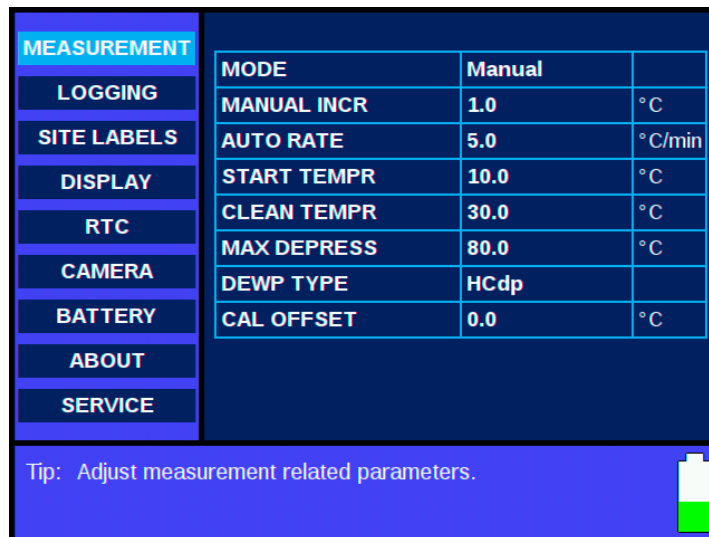 MEASUREMENT
LOGGING
SITE LABELS
DISPLAY
RTC
CAMERA
BATTERY
ABOUT
SERVICE
MODE Manual
MANUAL INCR 1.0 °C
AUTO RATE 5.0 °C/min
START TEMPR 10.0 °C
CLEAN TEMPR 30.0 °C
MAX DEPRESS 80.0 °C
DEWP TYPE HCdp
CAL OFFSET 0.0 °C
Tip: Adjust measurement related parameters.